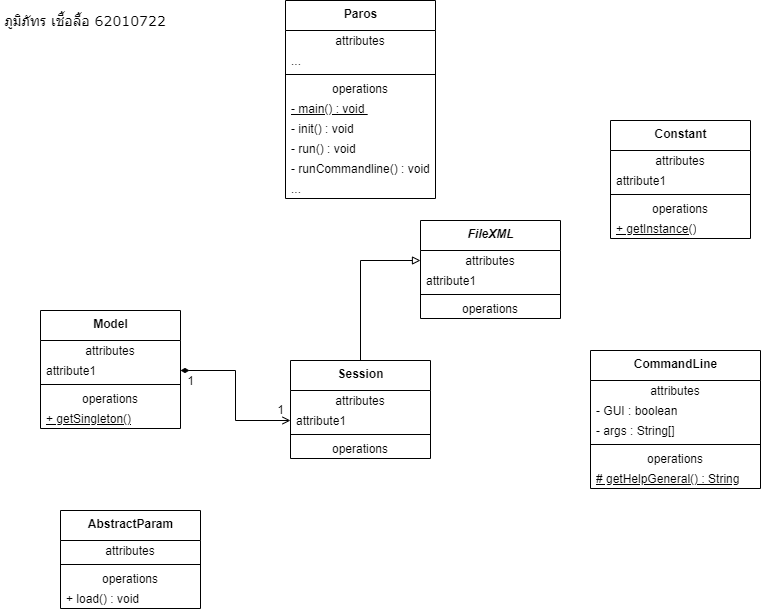 ภูมิภัทร เชื้อลิ้อ 62010722
Paros
attributes
...
operations
- main() : void
- init() : void
- run() : void
- runCommandline() : void
...
Constant
attributes
attribute1
operations
+ getInstance()
FileXML
attributes
attribute1
operations
Model
attributes
attribute1
operations
+ getSingleton()
1
1
Session
attributes
attribute1
operations
CommandLine
attributes
- GUI : boolean
- args : String[]
operations
# getHelpGeneral() : String
AbstractParam
attributes
operations
+ load() : void